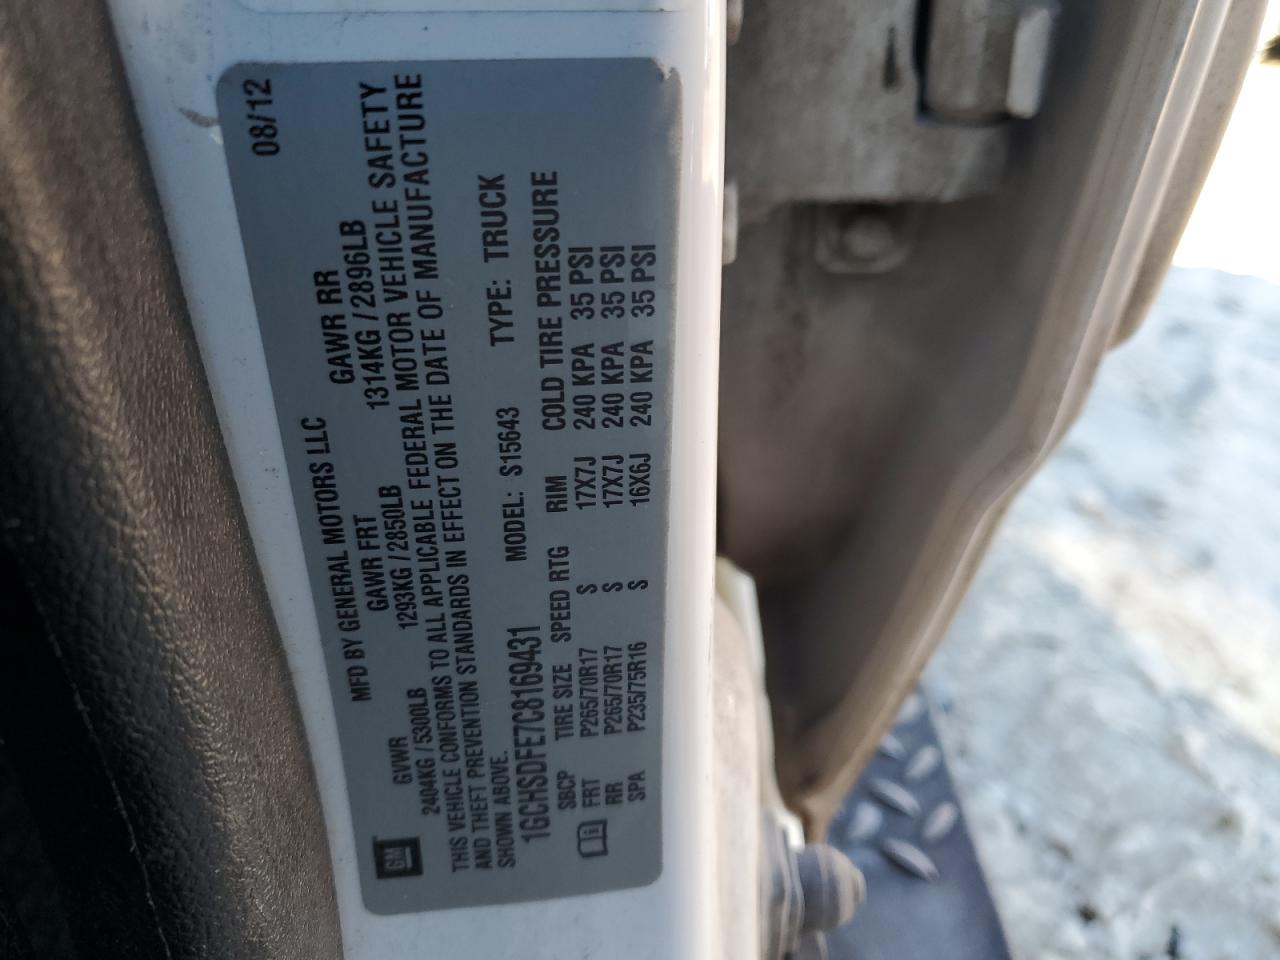 GM
MFD BY GENERAL MOTORS LLC 08/12
GVWR GAWR FRT GAWR RR
2404KG /5300LB 1293KG /2850LB 1314KG /2896LB
THIS VEHICLE CONFORMS TO ALL APPLICABLE FEDERAL MOTOR VEHICLE SAFETY
AND THEFT PREVENTION STANDARDS IN EFFECT ON THE DATE OF MANUFACTURE
SHOWN ABOVE.
1GCHSDFE7C8169431 MODEL: S15643 TYPE: TRUCK
SBCP TIRE SIZE SPEED RTG RIM COLD TIRE PRESSURE
FRT P265/70R17 S 17X7J 240 KPA 35 PSI
RR P265/70R17 S 17X7J 240 KPA 35 PSI
SPA P235/75R16 S 16X6J 240 KPA 35 PSI